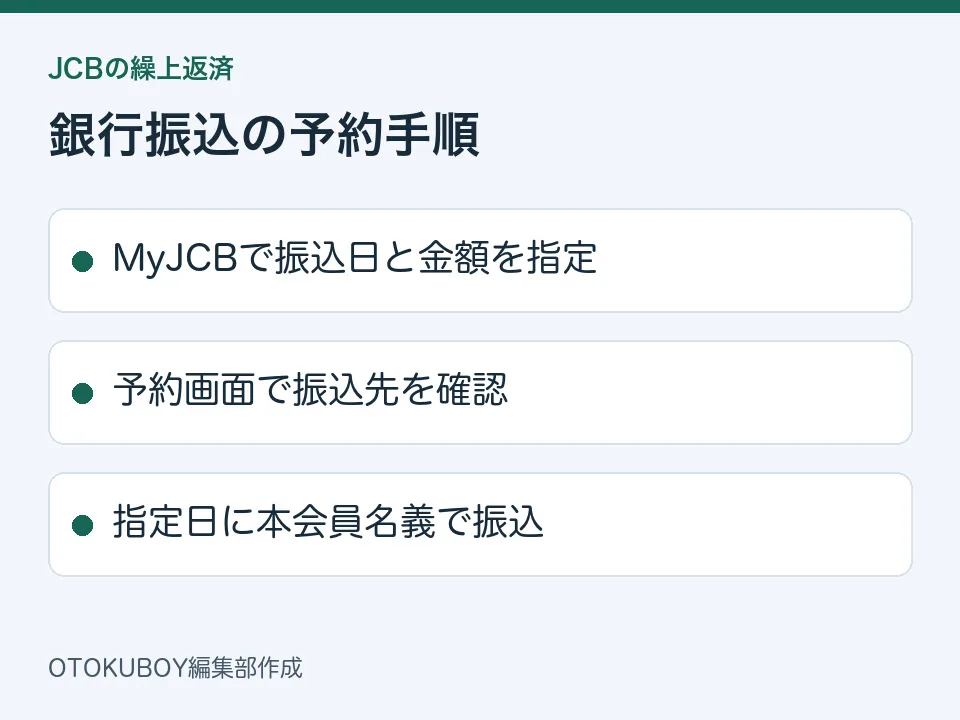 JCBの繰上返済
銀行振込の予約手順
MyJCBで振込日と金額を指定
予約画面で振込先を確認
指定日に本会員名義で振込
OTOKUBOY編集部作成